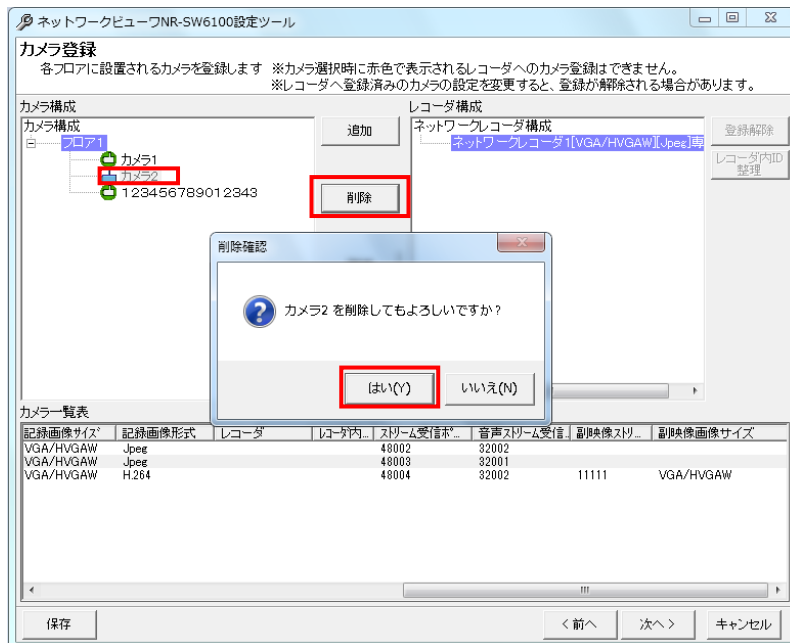 ネットワークビューワNR-SW6100設定ツール
カメラ登録
各フロアに設置されるカメラを登録します ※カメラ選択時に赤色で表示されるレコーダへのカメラ登録はできません。
※レコーダへ登録済みのカメラの設定を変更すると、登録が解除される場合があります。
カメラ構成
レコーダ構成
カメラ構成
フロア1
カメラ1
カメラ2
123456789012343
追加
削除
ネットワークレコーダ構成
ネットワークレコーダ1[VGA/HVGAW][Jpeg]専
登録解除
レコーダ内ID
整理
削除確認
カメラ2 を削除してもよろしいですか?
はい(Y) いいえ(N)
カメラ一覧表
記録画像サイズ 記録画像形式 レコーダ レコーダ内... ストリーム受信ポ... 音声ストリーム受信... 副映像ストリ... 副映像画像サイズ
VGA/HVGAW Jpeg 48002 32002
VGA/HVGAW Jpeg 48003 32001
VGA/HVGAW H.264 48004 32002 11111 VGA/HVGAW
保存 <前へ 次へ> キャンセル